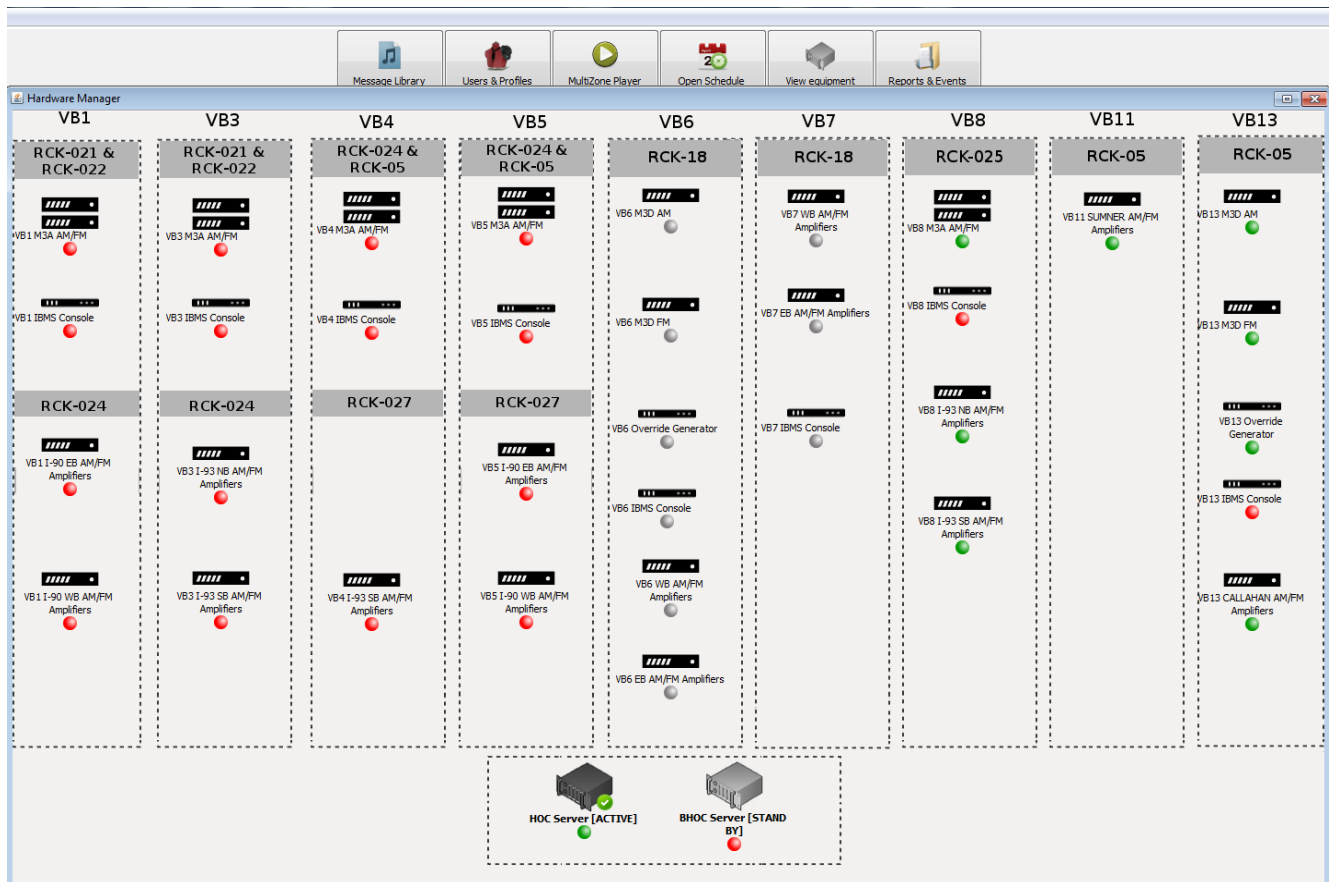 Message Library
Users & Profiles
MultiZone Player
Open Schedule
View equipment
Reports & Events
Hardware Manager
VB1
VB3
VB4
VB5
VB6
VB7
VB8
VB11
VB13
RCK-021 &
RCK-022
VB1 M3A AM/FM
VB1 IBMS Console
RCK-024
VB1 I-90 EB AM/FM
Amplifiers
VB1 I-90 WB AM/FM
Amplifiers
RCK-021 &
RCK-022
VB3 M3A AM/FM
VB3 IBMS Console
RCK-024
VB3 I-93 NB AM/FM
Amplifiers
VB3 I-93 SB AM/FM
Amplifiers
RCK-024 &
RCK-05
VB4 M3A AM/FM
VB4 IBMS Console
RCK-027
VB4 I-93 SB AM/FM
Amplifiers
RCK-024 &
RCK-05
VB5 M3A AM/FM
VB5 IBMS Console
RCK-027
VB5 I-90 EB AM/FM
Amplifiers
VB5 I-90 WB AM/FM
Amplifiers
RCK-18
VB6 M3D AM
VB6 M3D FM
VB6 Override Generator
VB6 IBMS Console
VB6 WB AM/FM
Amplifiers
VB6 EB AM/FM Amplifiers
RCK-18
VB7 WB AM/FM
Amplifiers
VB7 EB AM/FM Amplifiers
VB7 IBMS Console
RCK-025
VB8 M3A AM/FM
VB8 IBMS Console
VB8 I-93 NB AM/FM
Amplifiers
VB8 I-93 SB AM/FM
Amplifiers
RCK-05
VB11 SUMNER AM/FM
Amplifiers
RCK-05
VB13 M3D AM
VB13 M3D FM
VB13 Override
Generator
VB13 IBMS Console
VB13 CALLAHAN AM/FM
Amplifiers
HOC Server [ACTIVE]
BHOC Server [STAND
BY]